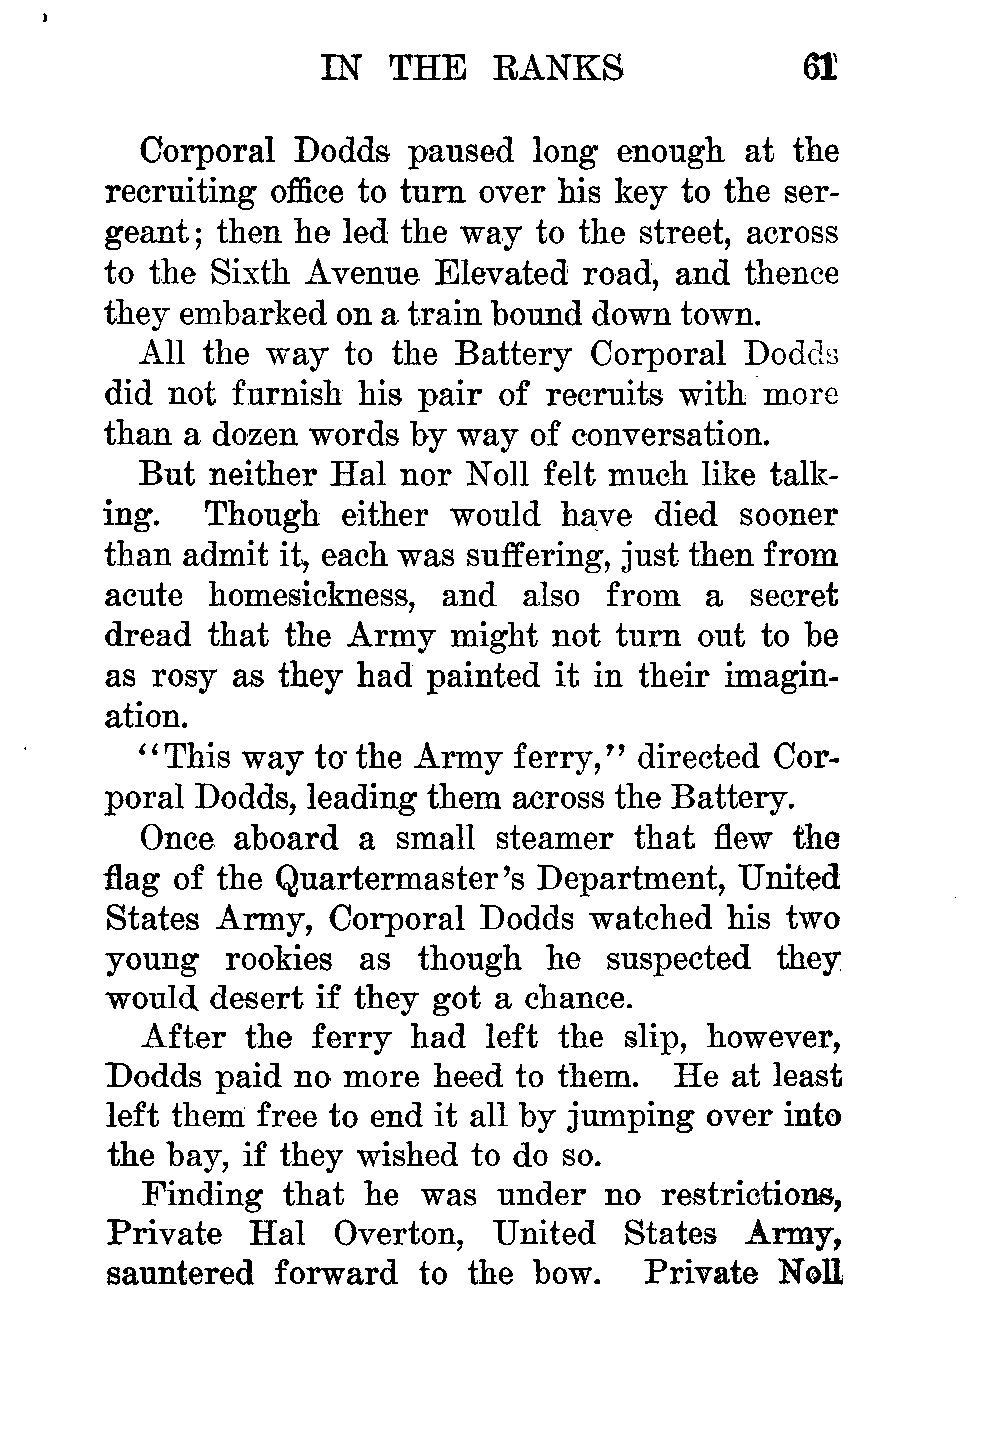 IN THE RANKS 61
Corporal Dodds paused long enough at the
recruiting office to turn over his key to the ser-
geant; then he led the way to the street, across
to the Sixth Avenue Elevated road, and thence
they embarked on a train bound down town.
All the way to the Battery Corporal Dodds
did not furnish his pair of recruits with more
than a dozen words by way of conversation.
But neither Hal nor Noll felt much like talk-
ing. Though either would have died sooner
than admit it, each was suffering, just then from
acute homesickness, and also from a secret
dread that the Army might not turn out to be
as rosy as they had painted it in their imagin-
ation.
“This way to the Army ferry,” directed Cor-
poral Dodds, leading them across the Battery.
Once aboard a small steamer that flew the
flag of the Quartermaster's Department, United
States Army, Corporal Dodds watched his two
young rookies as though he suspected they
would desert if they got a chance.
After the ferry had left the slip, however,
Dodds paid no more heed to them. He at least
left them free to end it all by jumping over into
the bay, if they wished to do so.
Finding that he was under no restrictions,
Private Hal Overton, United States Army,
sauntered forward to the bow. Private Noll